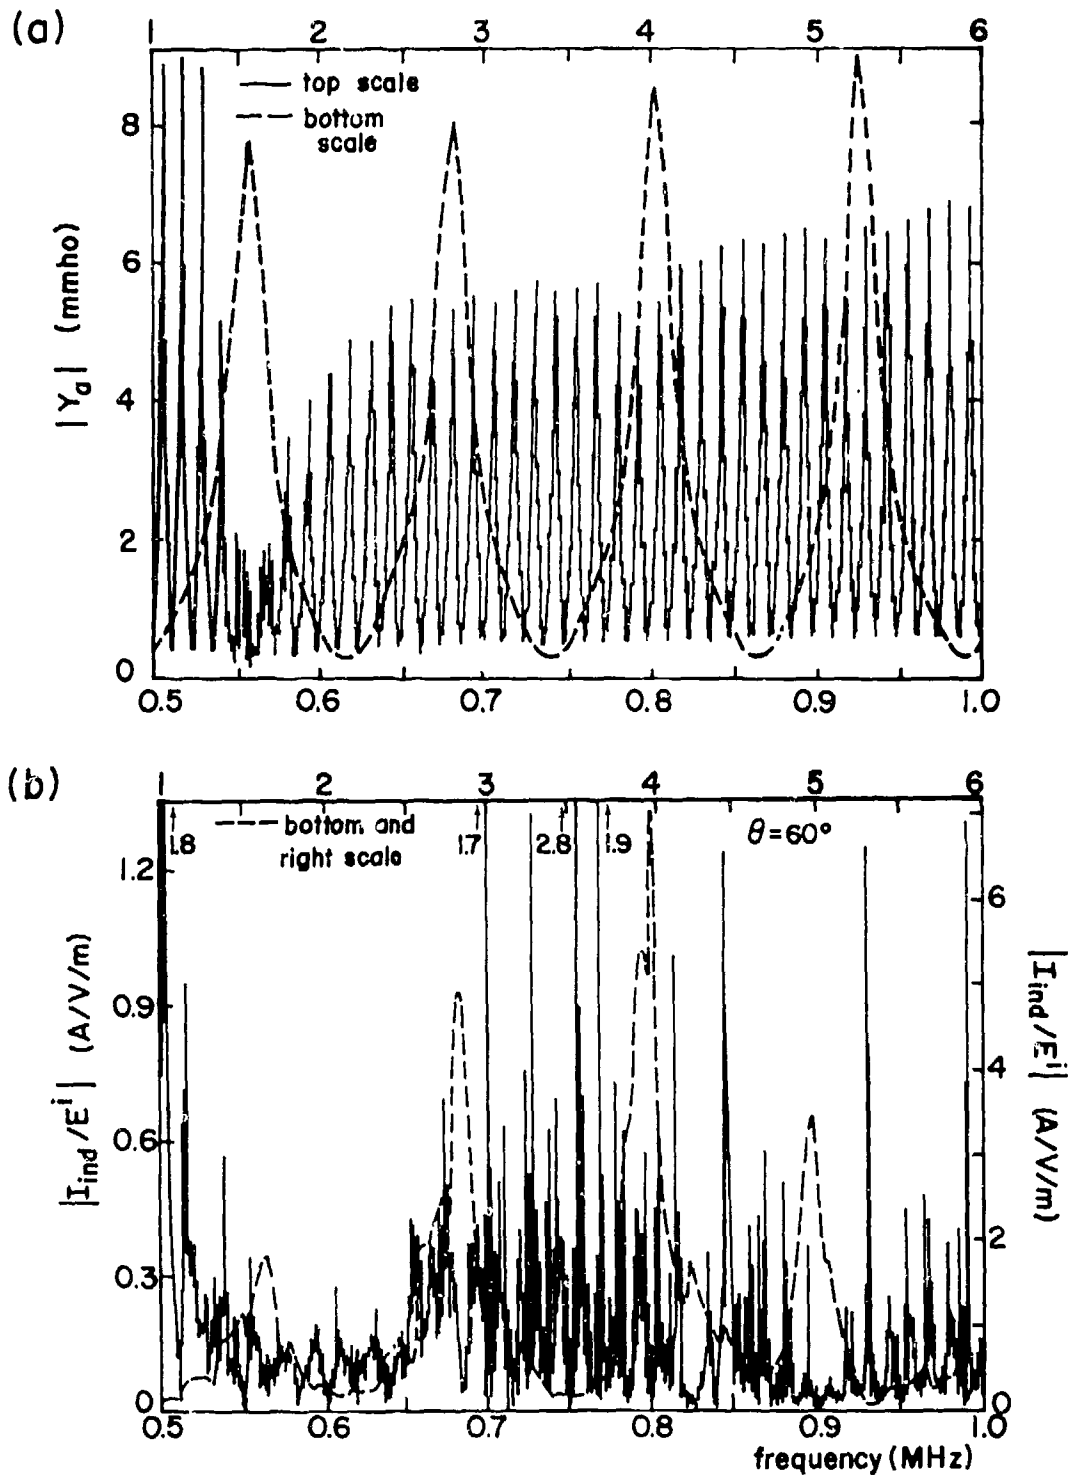 (a)
1 2 3 4 5 6
top scale
bottom
scale
8
6
4
2
0
|Ya| (mmho)
0.5 0.6 0.7 0.8 0.9 1.0
(b)
1 2 3 4 5 6
bottom and
right scale
1.8 1.7 2.8 1.9
θ=60°
1.2
0.9
0.6
0.3
0
|Iind/Ei| (A/V/m)
6
4
2
0
|Iind/Ei| (A/V/m)
0.5 0.6 0.7 0.8 0.9 1.0
frequency (MHz)